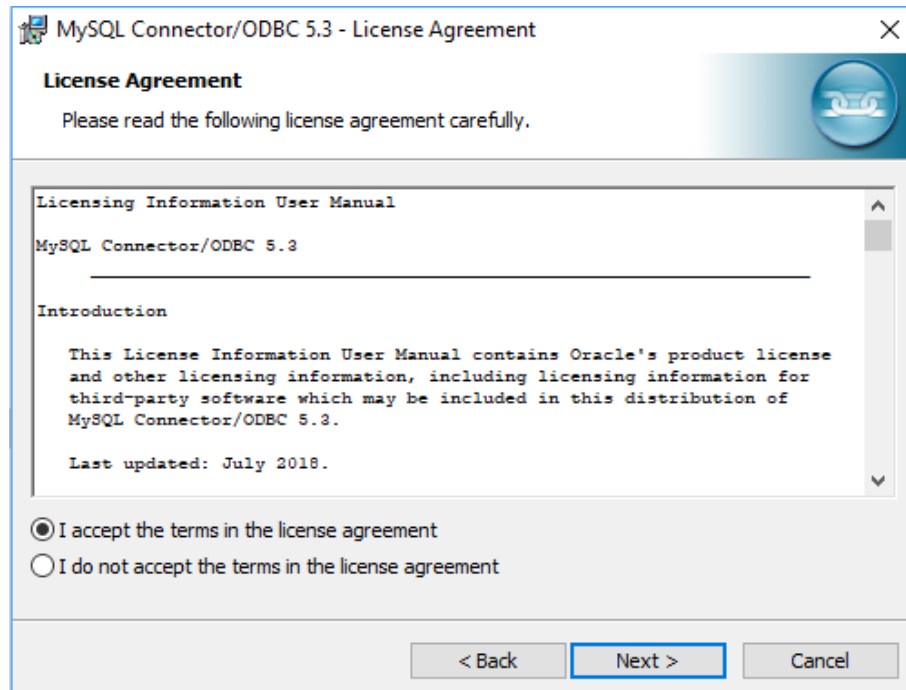 MySQL Connector/ODBC 5.3 - License Agreement
License Agreement
Please read the following license agreement carefully.
Licensing Information User Manual
MySQL Connector/ODBC 5.3
Introduction
This License Information User Manual contains Oracle's product license
and other licensing information, including licensing information for
third-party software which may be included in this distribution of
MySQL Connector/ODBC 5.3.
Last updated: July 2018.
I accept the terms in the license agreement
I do not accept the terms in the license agreement
< Back Next > Cancel